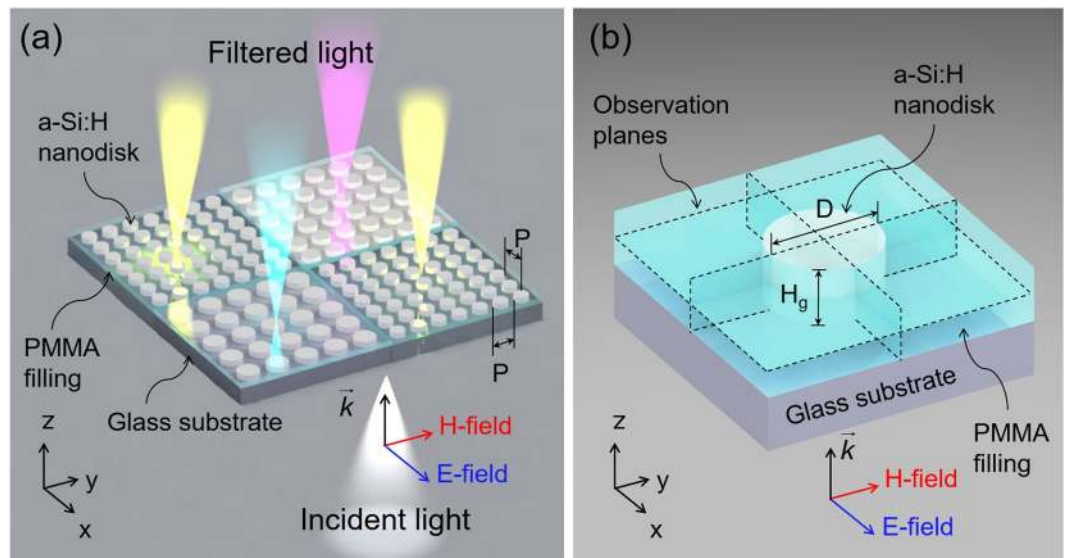 (a)
Filtered light
a-Si:H
nanodisk
P
PMMA
filling
P
Glass substrate
k
H-field
E-field
z
y
x
Incident light
(b)
a-Si:H
nanodisk
Observation
planes
D
Hg
Glass substrate
PMMA
filling
k
H-field
E-field
z
y
x